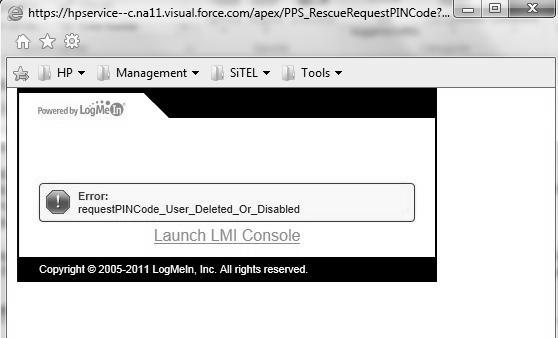 https://hpservice--c.na11.visual.force.com/apex/PPS_RescueRequestPINCode?...
HP Management SiTEL Tools
Powered by LogMeIn
Error:
requestPINCode_User_Deleted_Or_Disabled
Launch LMI Console
Copyright © 2005-2011 LogMeIn, Inc. All rights reserved.